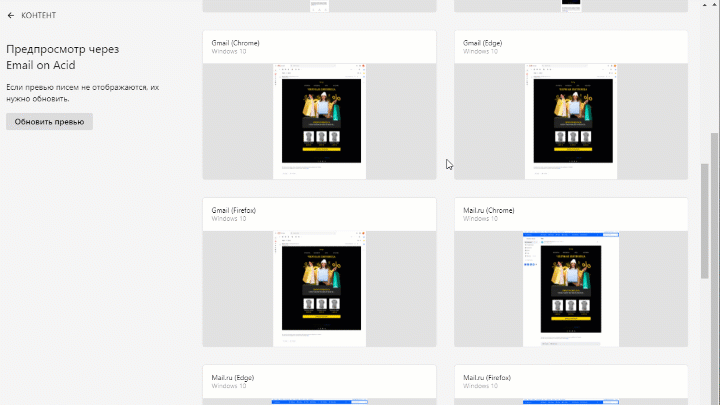 КОНТЕНТ
Предпросмотр через
Email on Acid
Если превью писем не отображаются, их
нужно обновить.
Обновить превью
Gmail (Chrome)
Windows 10
Gmail (Edge)
Windows 10
Gmail (Firefox)
Windows 10
Mail.ru (Chrome)
Windows 10
Mail.ru (Edge)
Windows 10
Mail.ru (Firefox)
Windows 10